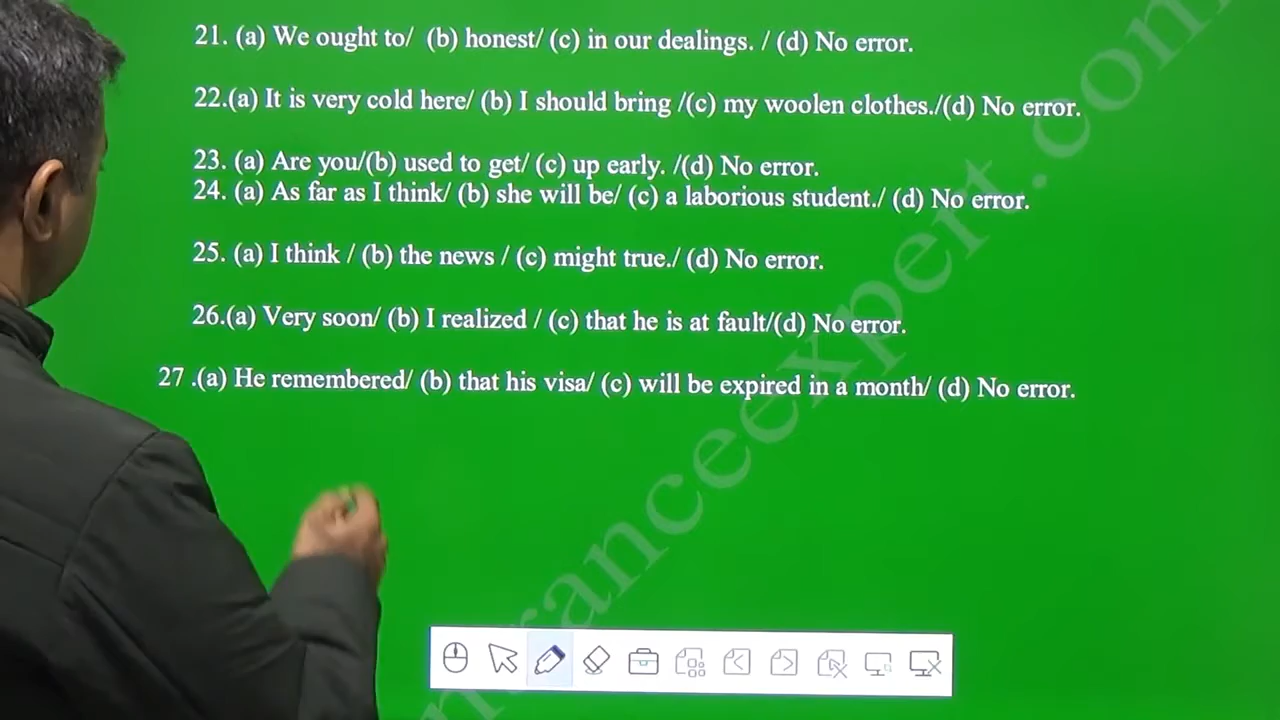 21. (a) We ought to/ (b) honest/ (c) in our dealings. / (d) No error.
22.(a) It is very cold here/ (b) I should bring /(c) my woolen clothes./(d) No error.
23. (a) Are you/(b) used to get/ (c) up early. /(d) No error.
24. (a) As far as I think/ (b) she will be/ (c) a laborious student./ (d) No error.
25. (a) I think / (b) the news / (c) might true./ (d) No error.
26.(a) Very soon/ (b) I realized / (c) that he is at fault/(d) No error.
27 .(a) He remembered/ (b) that his visa/ (c) will be expired in a month/ (d) No error.
ntranceexpert.com